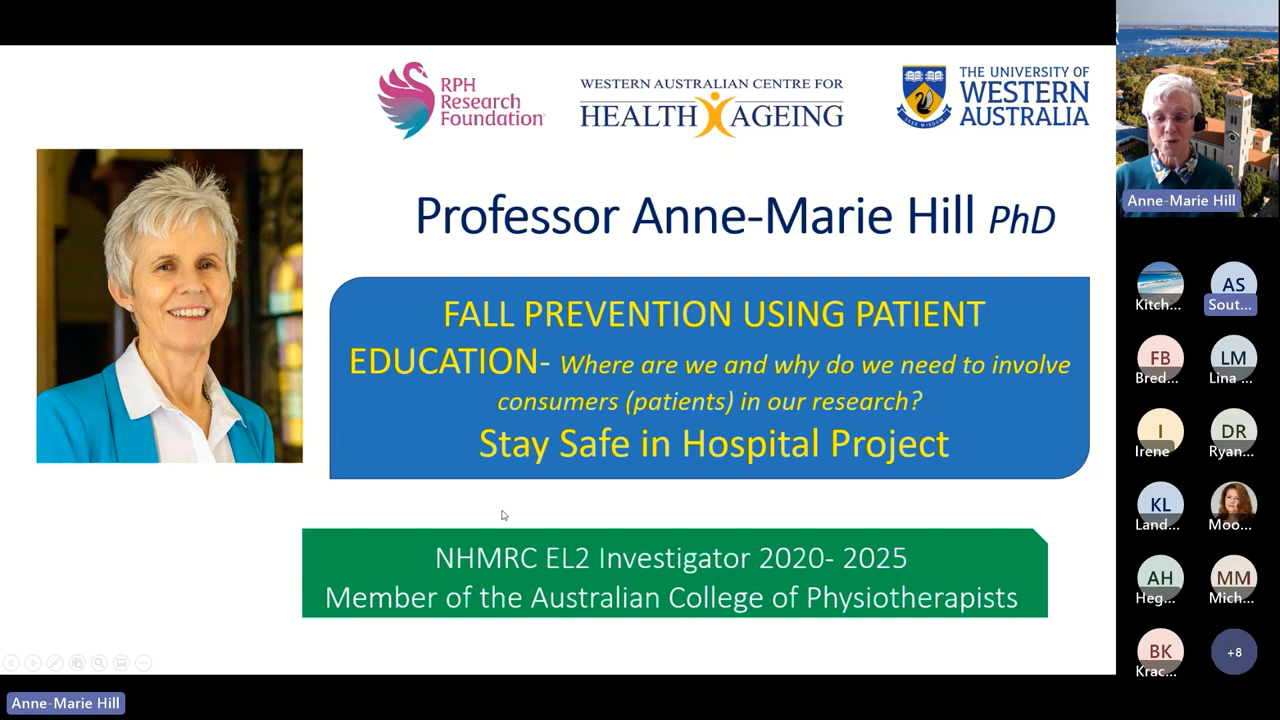 RPH
Research
Foundation
WESTERN AUSTRALIAN CENTRE FOR
HEALTH AGEING
THE UNIVERSITY OF
WESTERN
AUSTRALIA
Professor Anne-Marie Hill PhD
FALL PREVENTION USING PATIENT
EDUCATION- Where are we and why do we need to involve
consumers (patients) in our research?
Stay Safe in Hospital Project
NHMRC EL2 Investigator 2020- 2025
Member of the Australian College of Physiotherapists
Anne-Marie Hill
Anne-Marie Hill
AS
Kitch...
Sout...
FB
LM
Bred...
Lina ...
I
DR
Irene
Ryan...
KL
Land...
Moo...
AH
MM
Heg...
Mich...
BK
+8
Krac...